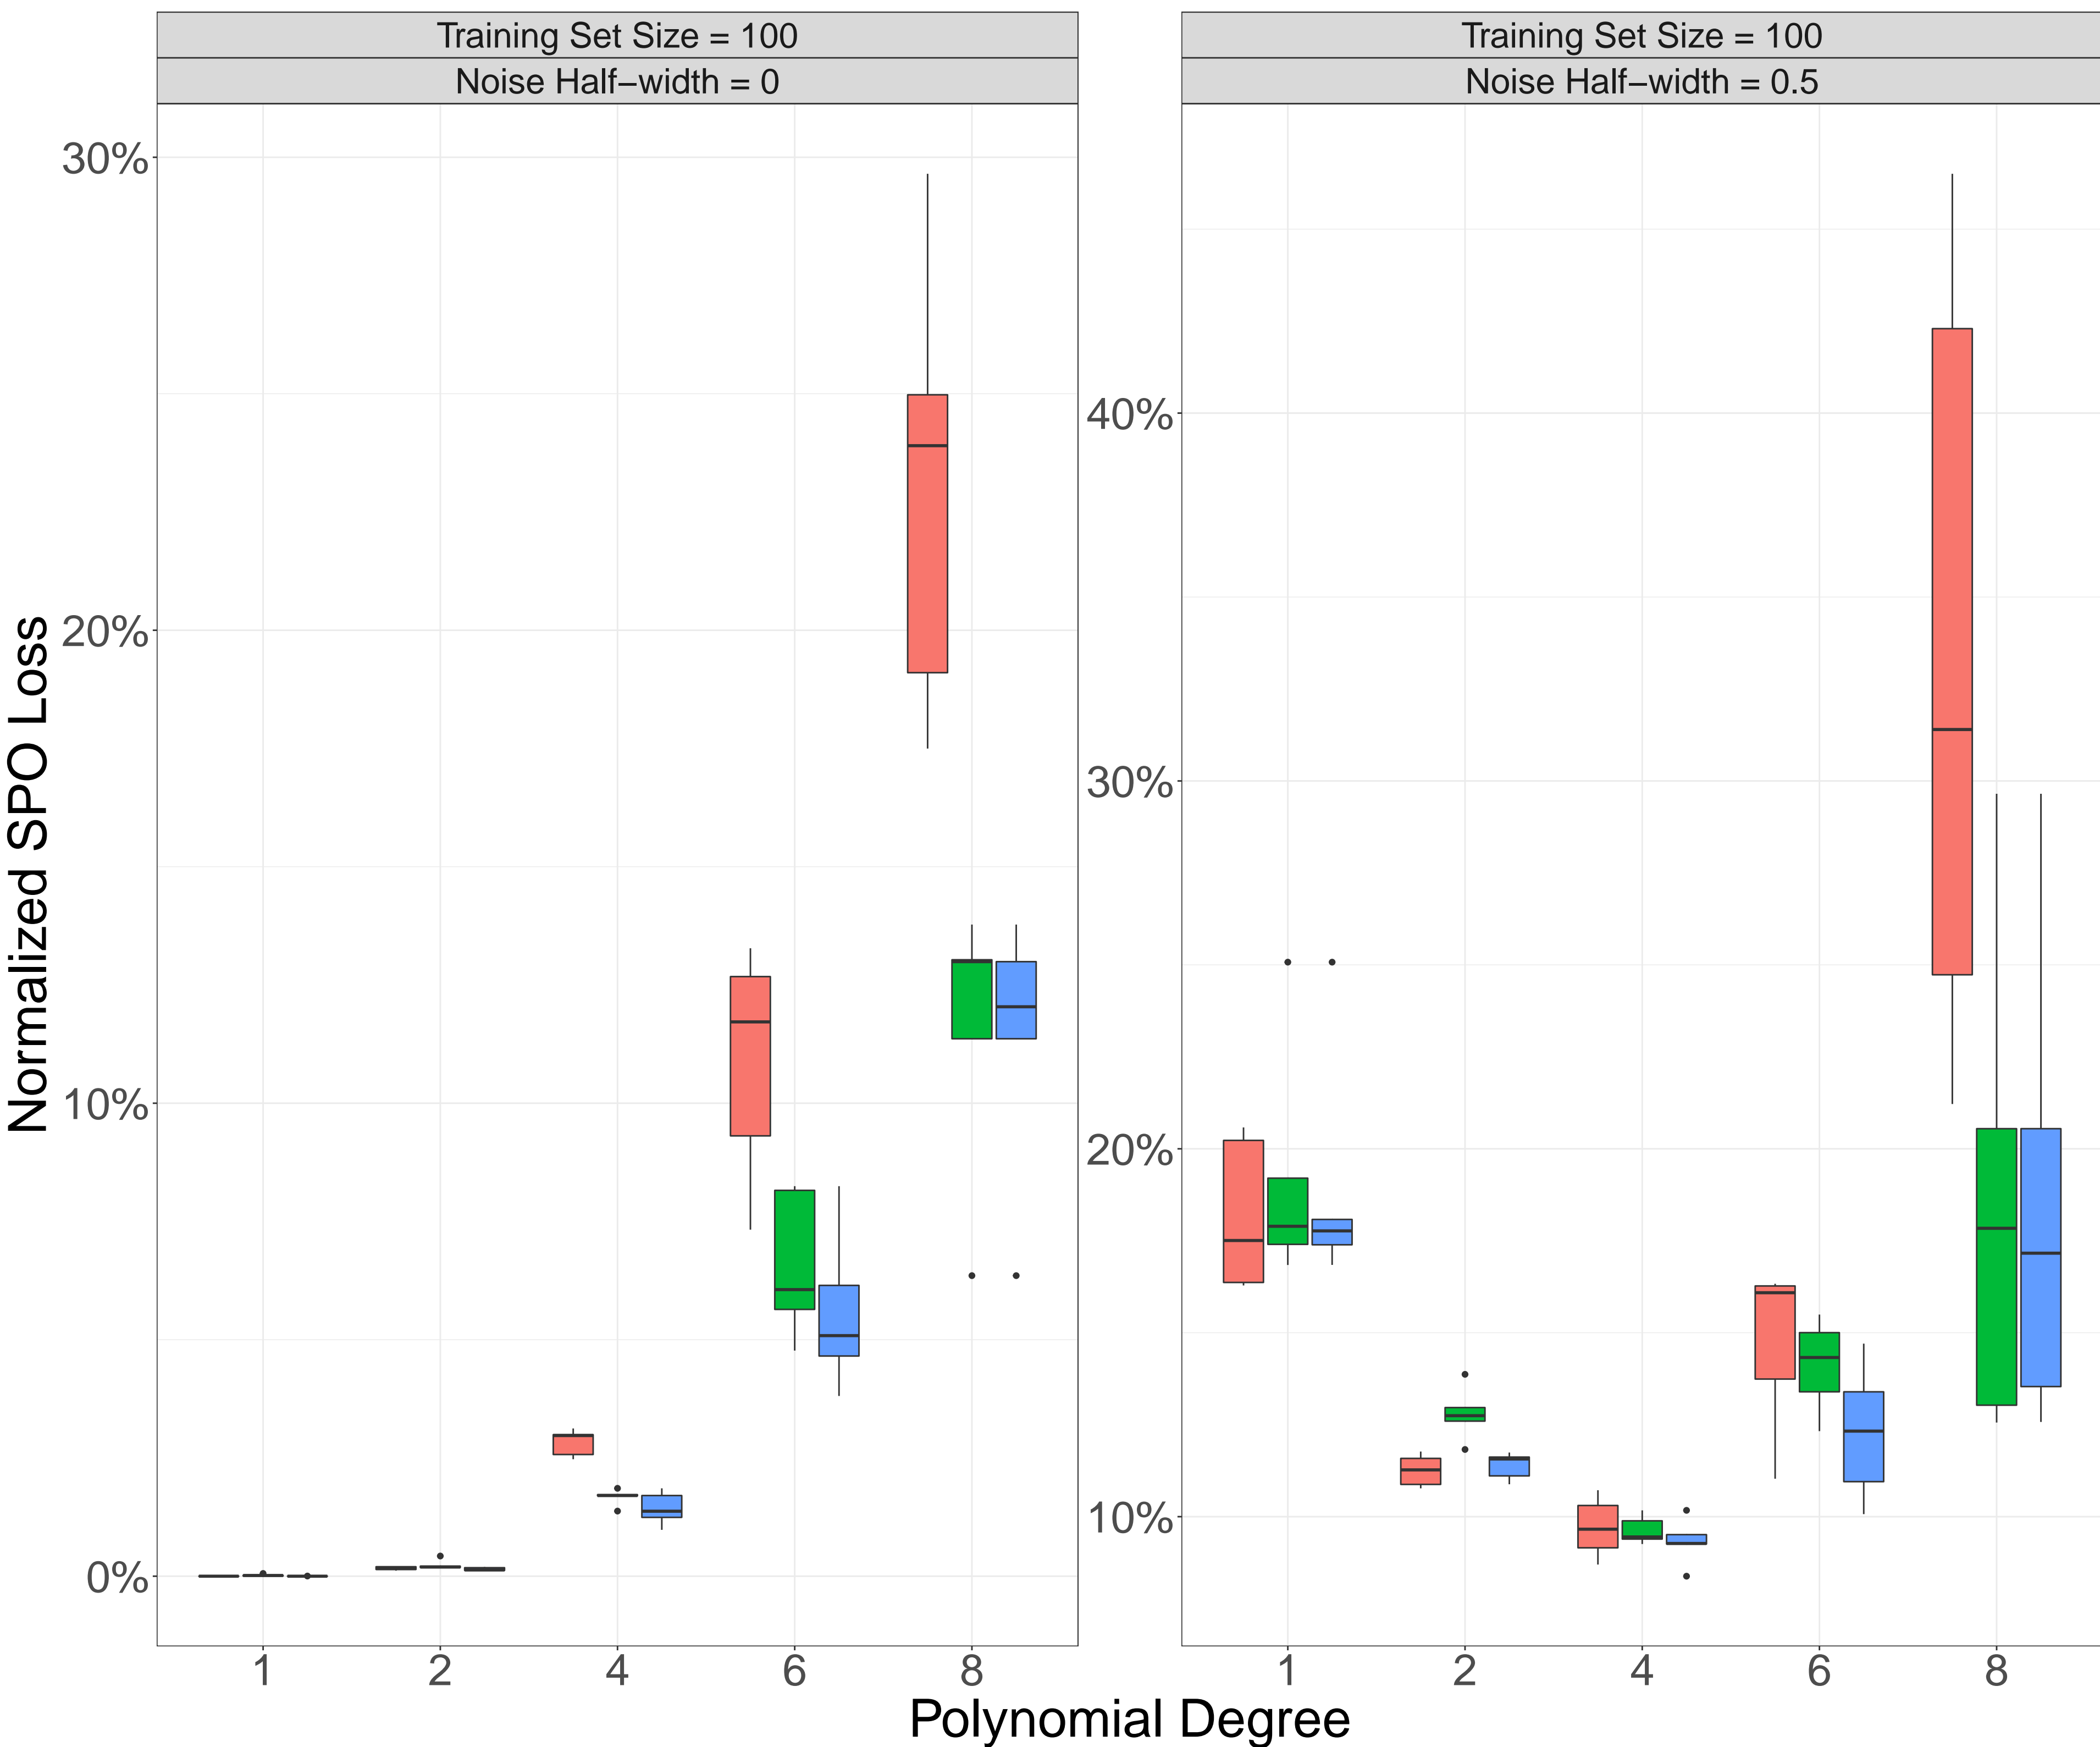 Training Set Size = 100
Noise Half−width = 0
Training Set Size = 100
Noise Half−width = 0.5
Normalized SPO Loss
30%
20%
10%
0%
40%
30%
20%
10%
1 2 4 6 8
1 2 4 6 8
Polynomial Degree